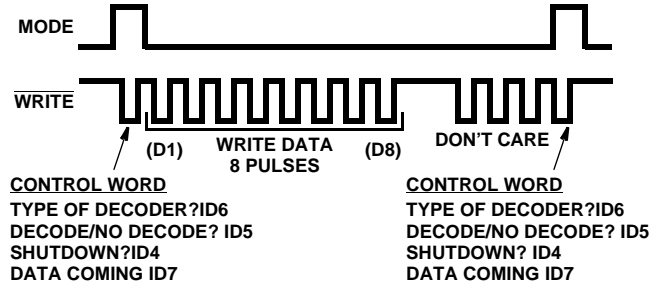 MODE
WRITE
(D1) WRITE DATA (D8) DON'T CARE
8 PULSES
CONTROL WORD
TYPE OF DECODER?ID6
DECODE/NO DECODE? ID5
SHUTDOWN?ID4
DATA COMING ID7
CONTROL WORD
TYPE OF DECODER?ID6
DECODE/NO DECODE? ID5
SHUTDOWN? ID4
DATA COMING ID7